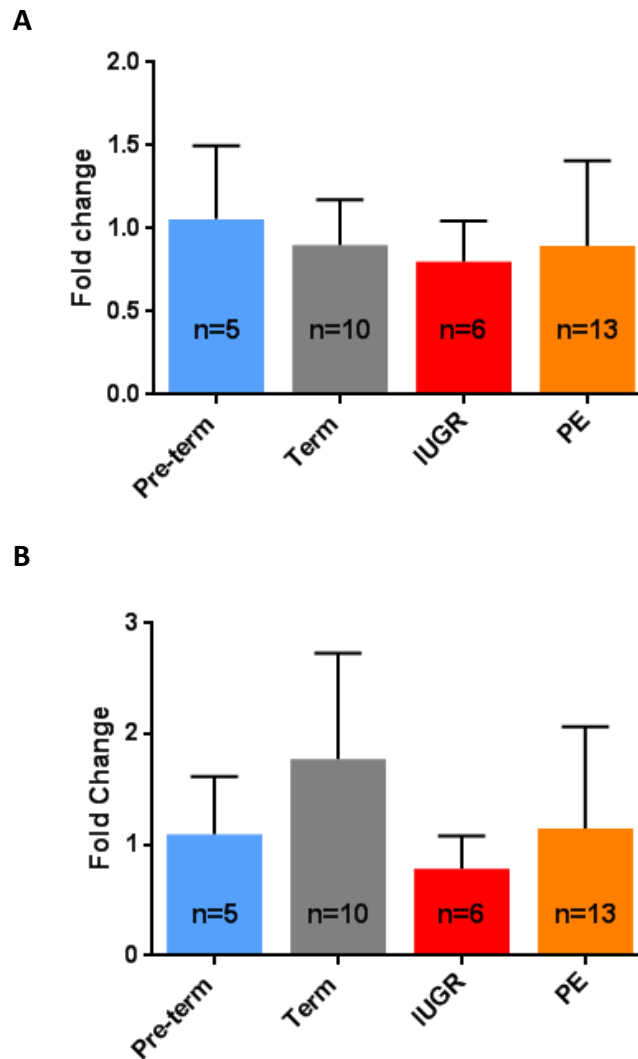 A
2.0
1.5
1.0
0.5
0.0
Fold change
n=5
n=10
n=6
n=13
Pre-term
Term
IUGR
PE
B
3
2
1
0
Fold Change
n=5
n=10
n=6
n=13
Pre-term
Term
IUGR
PE